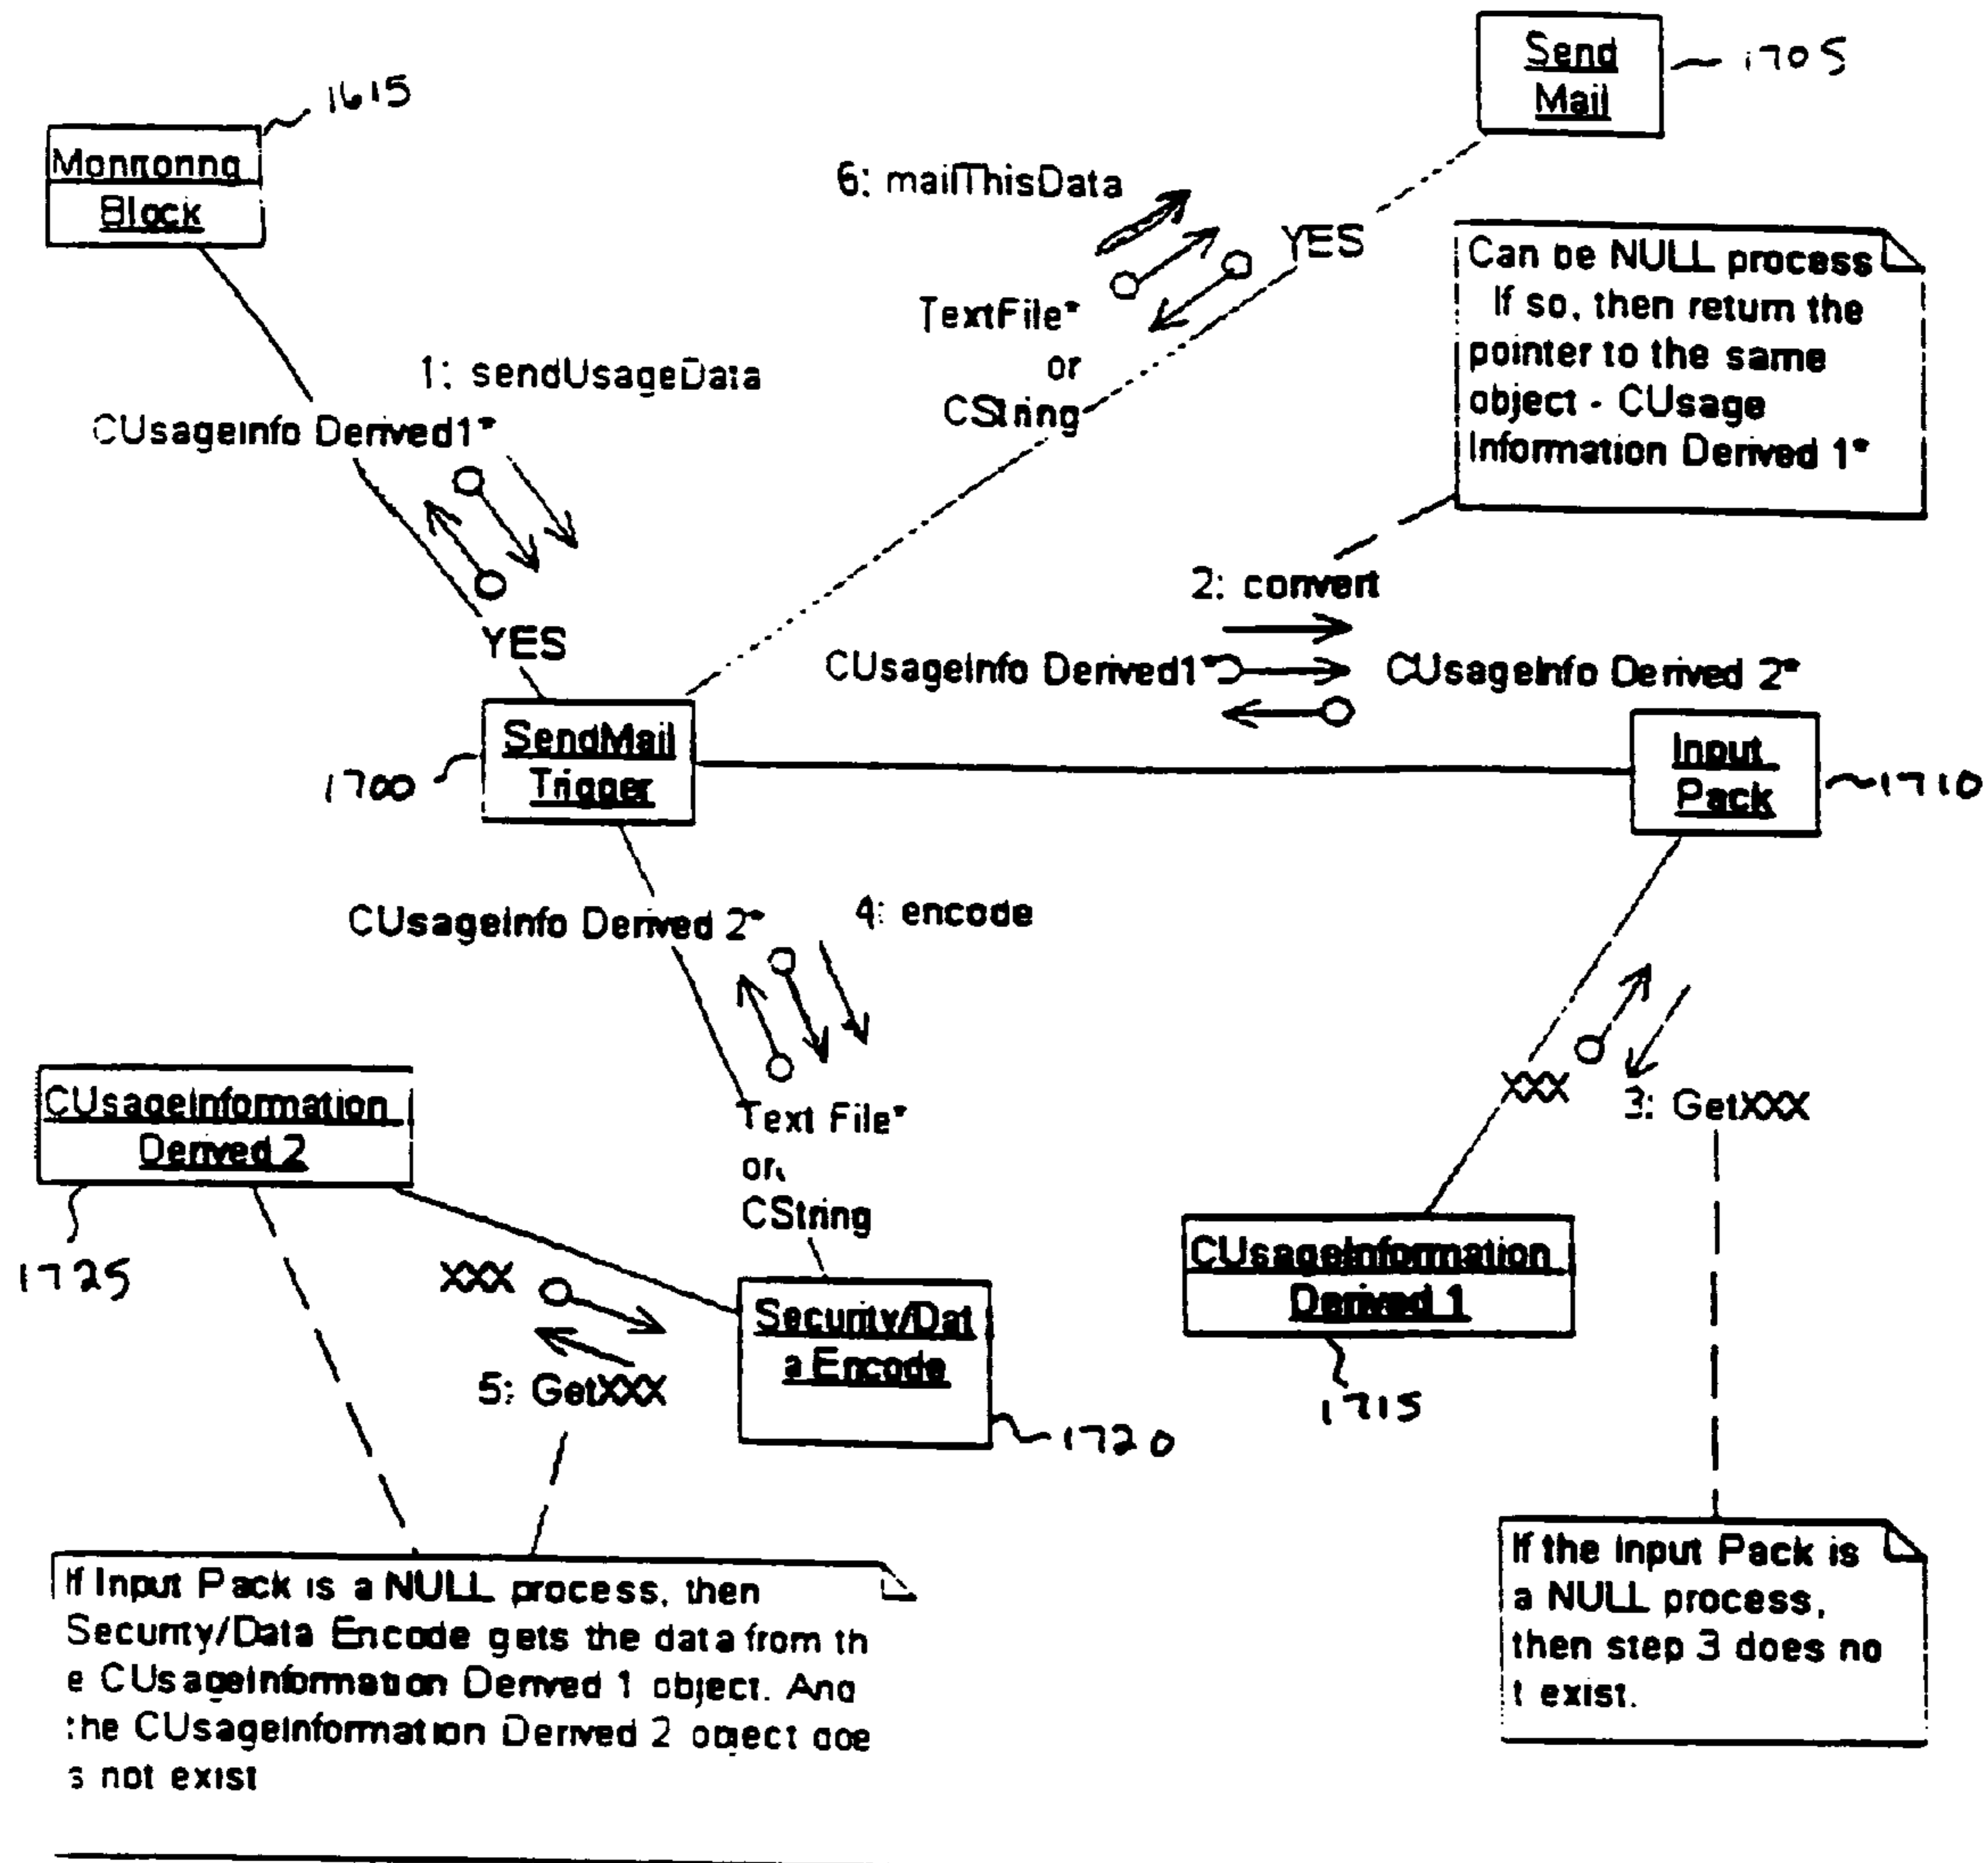 Send
Mail
1705
1615
Monitoring
Block
6: mailThisData
YES
TextFile*
or
CString
Can be NULL process
If so, then return the
pointer to the same
object - CUsage
Information Derived 1*
1: sendUsageData
CUsageInfo Derived1*
YES
2: convert
CUsageInfo Derived1*
CUsageInfo Derived 2*
SendMail
Trigger
1700
Input
Pack
1710
CUsageInfo Derived 2*
4: encode
Text File*
or
CString
XXX
3: GetXXX
CUsageInformation
Derived 2
1725
XXX
5: GetXXX
Security/Dat
a Encode
1720
CUsageInformation
Derived 1
1715
If Input Pack is a NULL process, then
Security/Data Encode gets the data from th
e CUsageInformation Derived 1 object. And
the CUsageInformation Derived 2 object doe
s not exist
If the Input Pack is
a NULL process,
then step 3 does no
t exist.